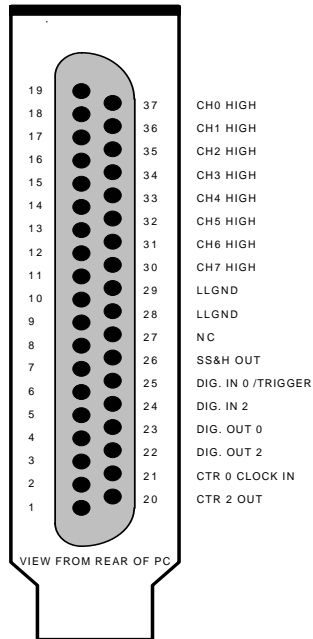 19
37 CH0 HIGH
18
36 CH1 HIGH
17
35 CH2 HIGH
16
34 CH3 HIGH
15
33 CH4 HIGH
14
32 CH5 HIGH
13
31 CH6 HIGH
12
30 CH7 HIGH
11
29 LLGND
10
28 LLGND
9
27 NC
8
26 SS&H OUT
7
25 DIG. IN 0 /TRIGGER
6
24 DIG. IN 2
5
23 DIG. OUT 0
4
22 DIG. OUT 2
3
21 CTR 0 CLOCK IN
2
20 CTR 2 OUT
1
VIEW FROM REAR OF PC